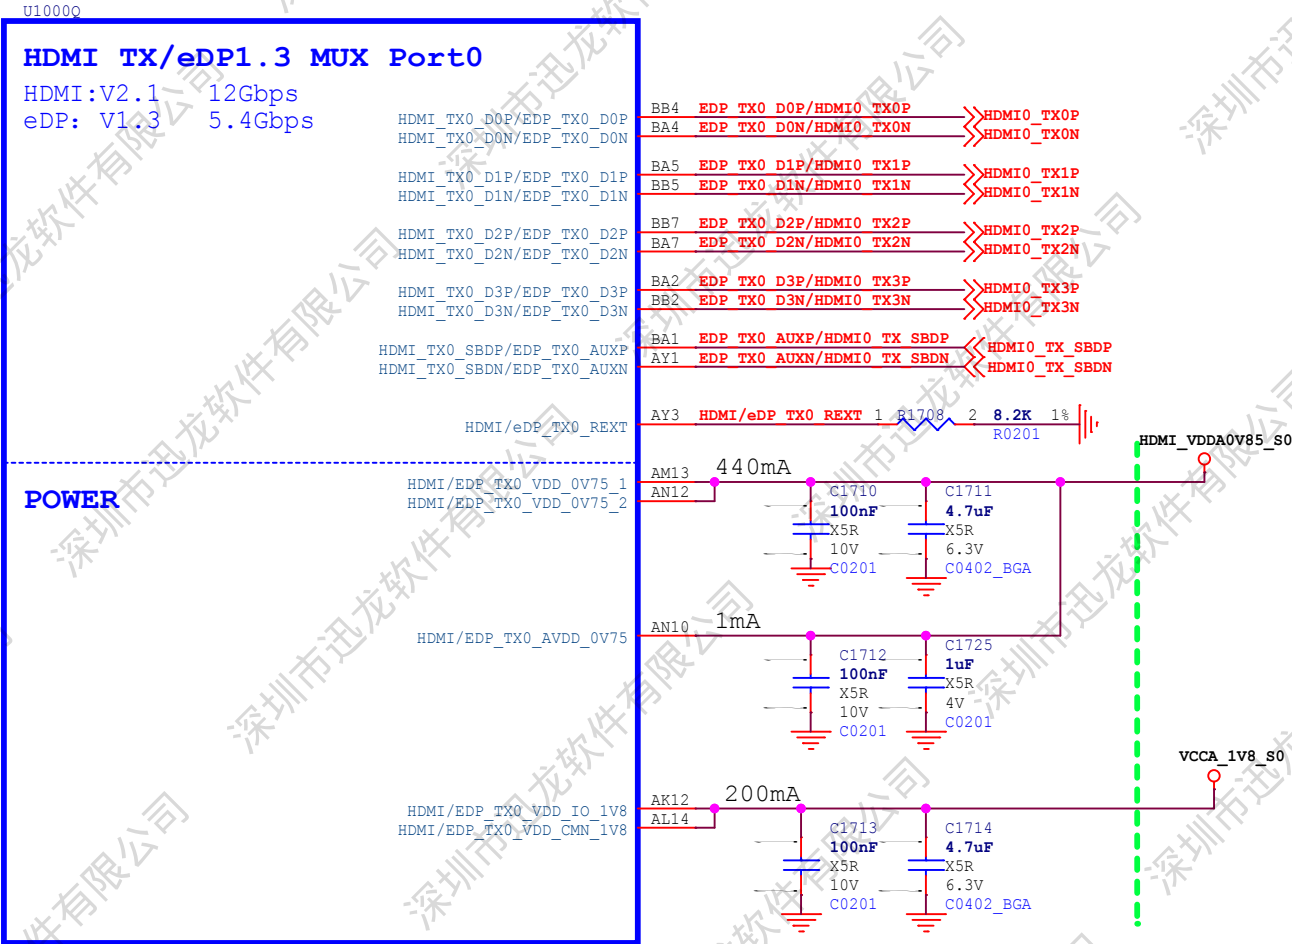 U1000Q
HDMI TX/eDP1.3 MUX Port0
HDMI:V2.1 12Gbps
eDP: V1.3 5.4Gbps
HDMI_TX0_D0P/EDP_TX0_D0P BB4 EDP_TX0_D0P/HDMI0_TX0P HDMI0_TX0P
HDMI_TX0_D0N/EDP_TX0_D0N BA4 EDP_TX0_D0N/HDMI0_TX0N HDMI0_TX0N
HDMI_TX0_D1P/EDP_TX0_D1P BA5 EDP_TX0_D1P/HDMI0_TX1P HDMI0_TX1P
HDMI_TX0_D1N/EDP_TX0_D1N BB5 EDP_TX0_D1N/HDMI0_TX1N HDMI0_TX1N
HDMI_TX0_D2P/EDP_TX0_D2P BB7 EDP_TX0_D2P/HDMI0_TX2P HDMI0_TX2P
HDMI_TX0_D2N/EDP_TX0_D2N BA7 EDP_TX0_D2N/HDMI0_TX2N HDMI0_TX2N
HDMI_TX0_D3P/EDP_TX0_D3P BA2 EDP_TX0_D3P/HDMI0_TX3P HDMI0_TX3P
HDMI_TX0_D3N/EDP_TX0_D3N BB2 EDP_TX0_D3N/HDMI0_TX3N HDMI0_TX3N
HDMI_TX0_SBDP/EDP_TX0_AUXP BA1 EDP_TX0_AUXP/HDMI0_TX_SBDP HDMI0_TX_SBDP
HDMI_TX0_SBDN/EDP_TX0_AUXN AY1 EDP_TX0_AUXN/HDMI0_TX_SBDN HDMI0_TX_SBDN
HDMI/eDP_TX0_REXT AY3 HDMI/eDP_TX0_REXT 1 R1708 2 8.2K 1%
R0201
HDMI_VDDA0V85_S0
POWER
HDMI/EDP_TX0_VDD_0V75_1 AM13 440mA
HDMI/EDP_TX0_VDD_0V75_2 AN12
C1710 C1711
100nF 4.7uF
X5R X5R
10V 6.3V
C0201 C0402_BGA
HDMI/EDP_TX0_AVDD_0V75 AN10 1mA
C1712 C1725
100nF 1uF
X5R X5R
10V 4V
C0201 C0201
VCCA_1V8_S0
HDMI/EDP_TX0_VDD_IO_1V8 AK12 200mA
HDMI/EDP_TX0_VDD_CMN_1V8 AL14
C1713 C1714
100nF 4.7uF
X5R X5R
10V 6.3V
C0201 C0402_BGA
深圳市迅龙软件有限公司